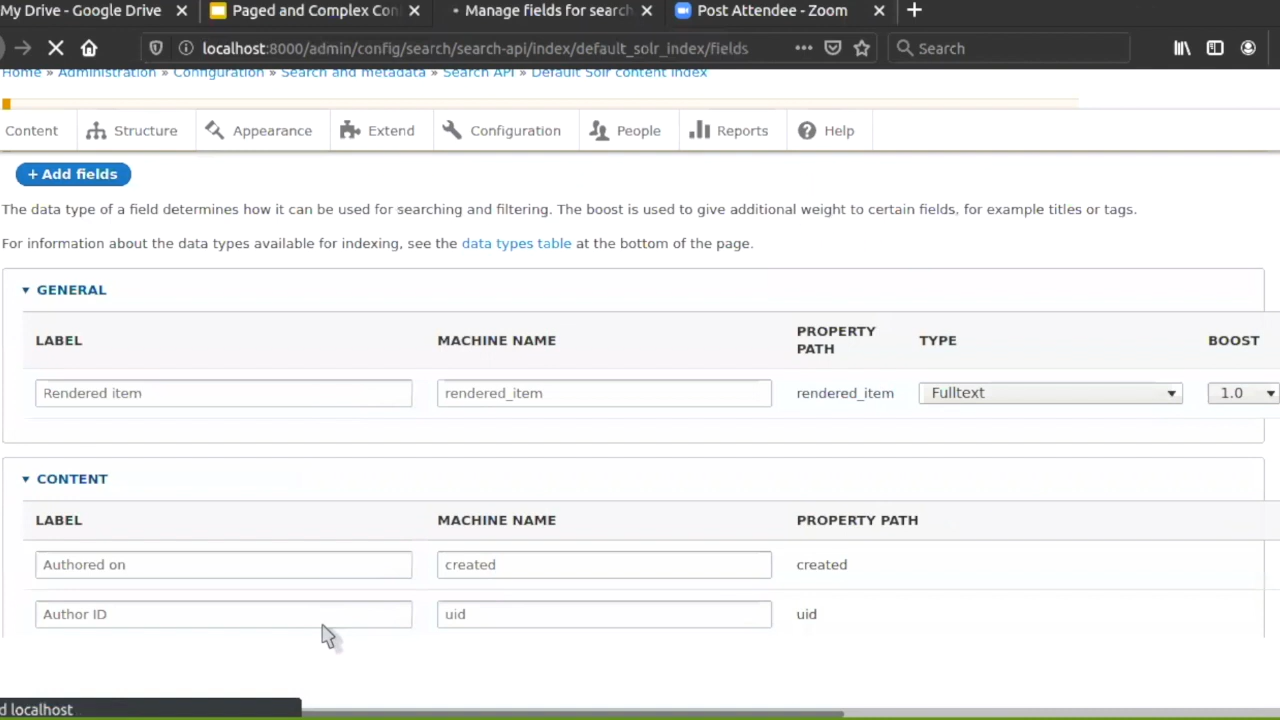 My Drive - Google Drive
Paged and Complex Con
Manage fields for search
Post Attendee - Zoom
localhost:8000/admin/config/search/search-api/index/default_solr_index/fields
Search
Home » Administration » Configuration » Search and metadata » Search API » Default Solr content index
Content
Structure
Appearance
Extend
Configuration
People
Reports
Help
+ Add fields
The data type of a field determines how it can be used for searching and filtering. The boost is used to give additional weight to certain fields, for example titles or tags.
For information about the data types available for indexing, see the data types table at the bottom of the page.
GENERAL
LABEL MACHINE NAME PROPERTY PATH TYPE BOOST
Rendered item rendered_item rendered_item Fulltext 1.0
CONTENT
LABEL MACHINE NAME PROPERTY PATH
Authored on created created
Author ID uid uid
d localhost